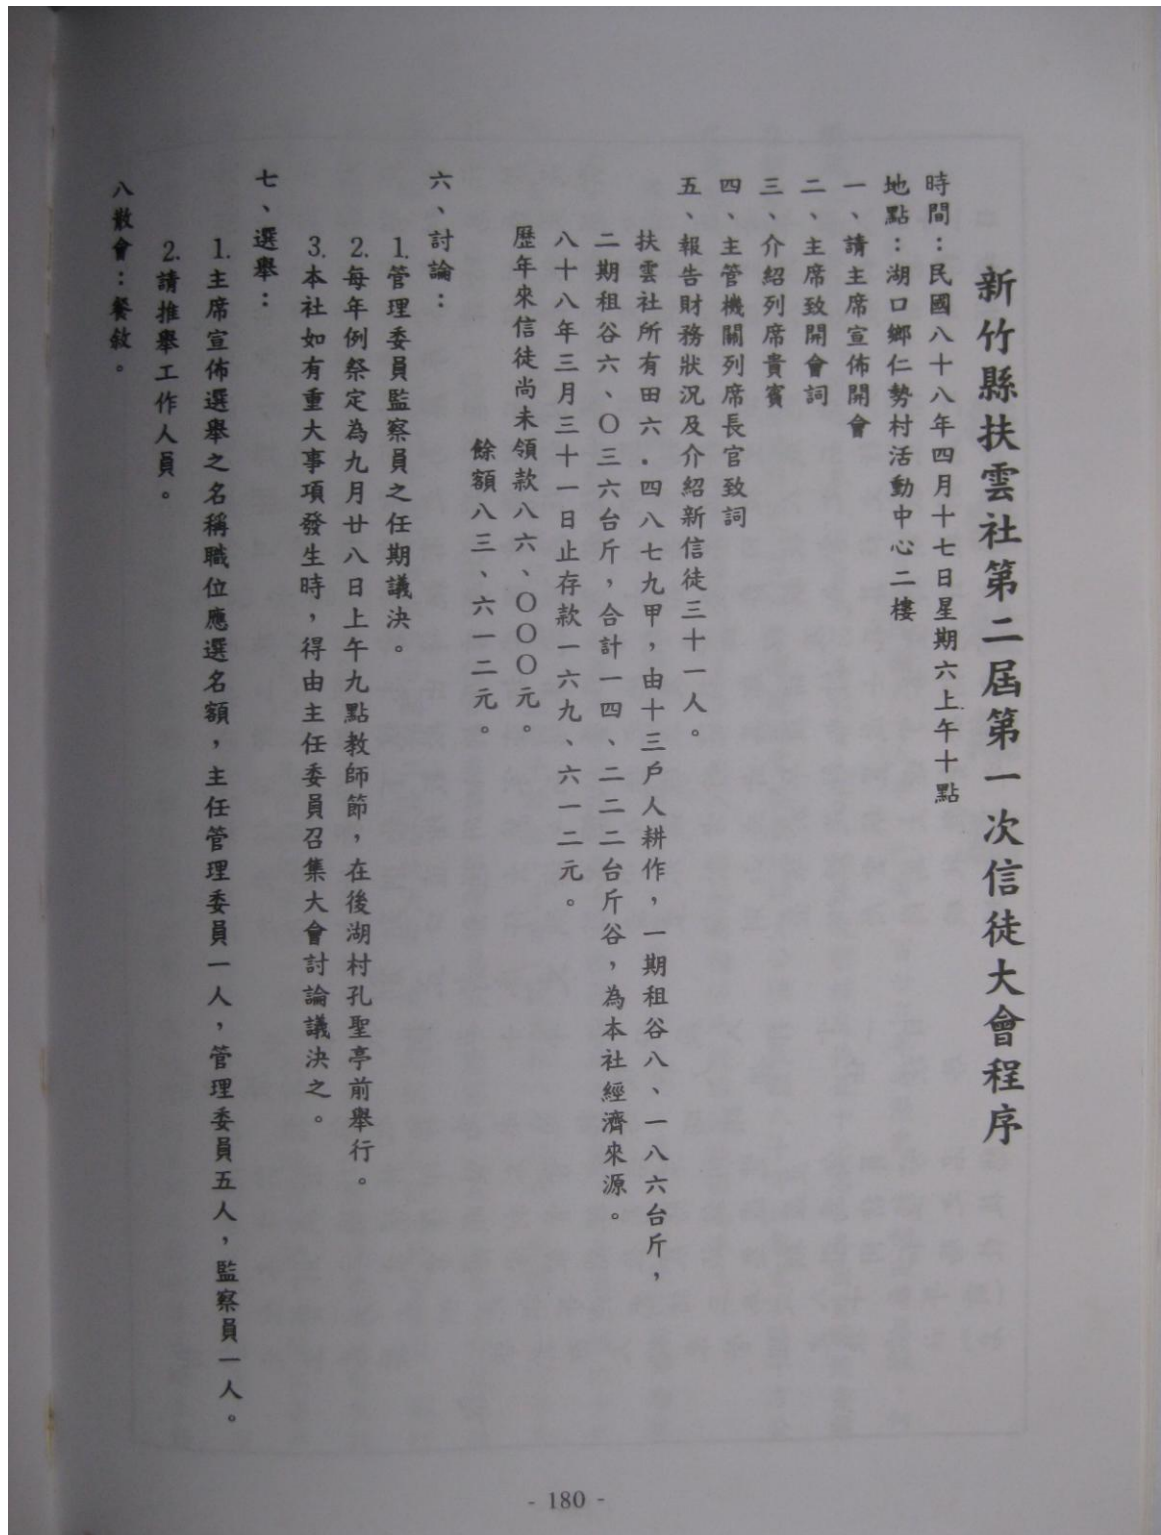 新竹縣扶雲社第二屆第一次信徒大會程序
時間：民國八十八年四月十七日星期六上午十點
地點：湖口鄉仁勢村活動中心二樓
一、請主席宣佈開會
二、主席致開會詞
三、介紹列席貴賓
四、主管機關列席長官致詞
五、報告財務狀況及介紹新信徒三十一人。
扶雲社所有田六．四八七九甲，由十三戶人耕作，一期租谷八、一八六台斤，
二期租谷六、〇三六台斤，合計一四、二二二台斤谷，為本社經濟來源。
八十八年三月三十一日止存款一六九、六一二元。
歷年來信徒尚未領款八六、〇〇〇元。
餘額八三、六一二元。
六、討論：
1.管理委員監察員之任期議決。
2.每年例祭定為九月廿八日上午九點教師節，在後湖村孔聖亭前舉行。
3.本社如有重大事項發生時，得由主任委員召集大會討論議決之。
七、選舉：
1.主席宣佈選舉之名稱職位應選名額，主任管理委員一人，管理委員五人，監察員一人。
2.請推舉工作人員。
八散會：餐敘。
- 180 -